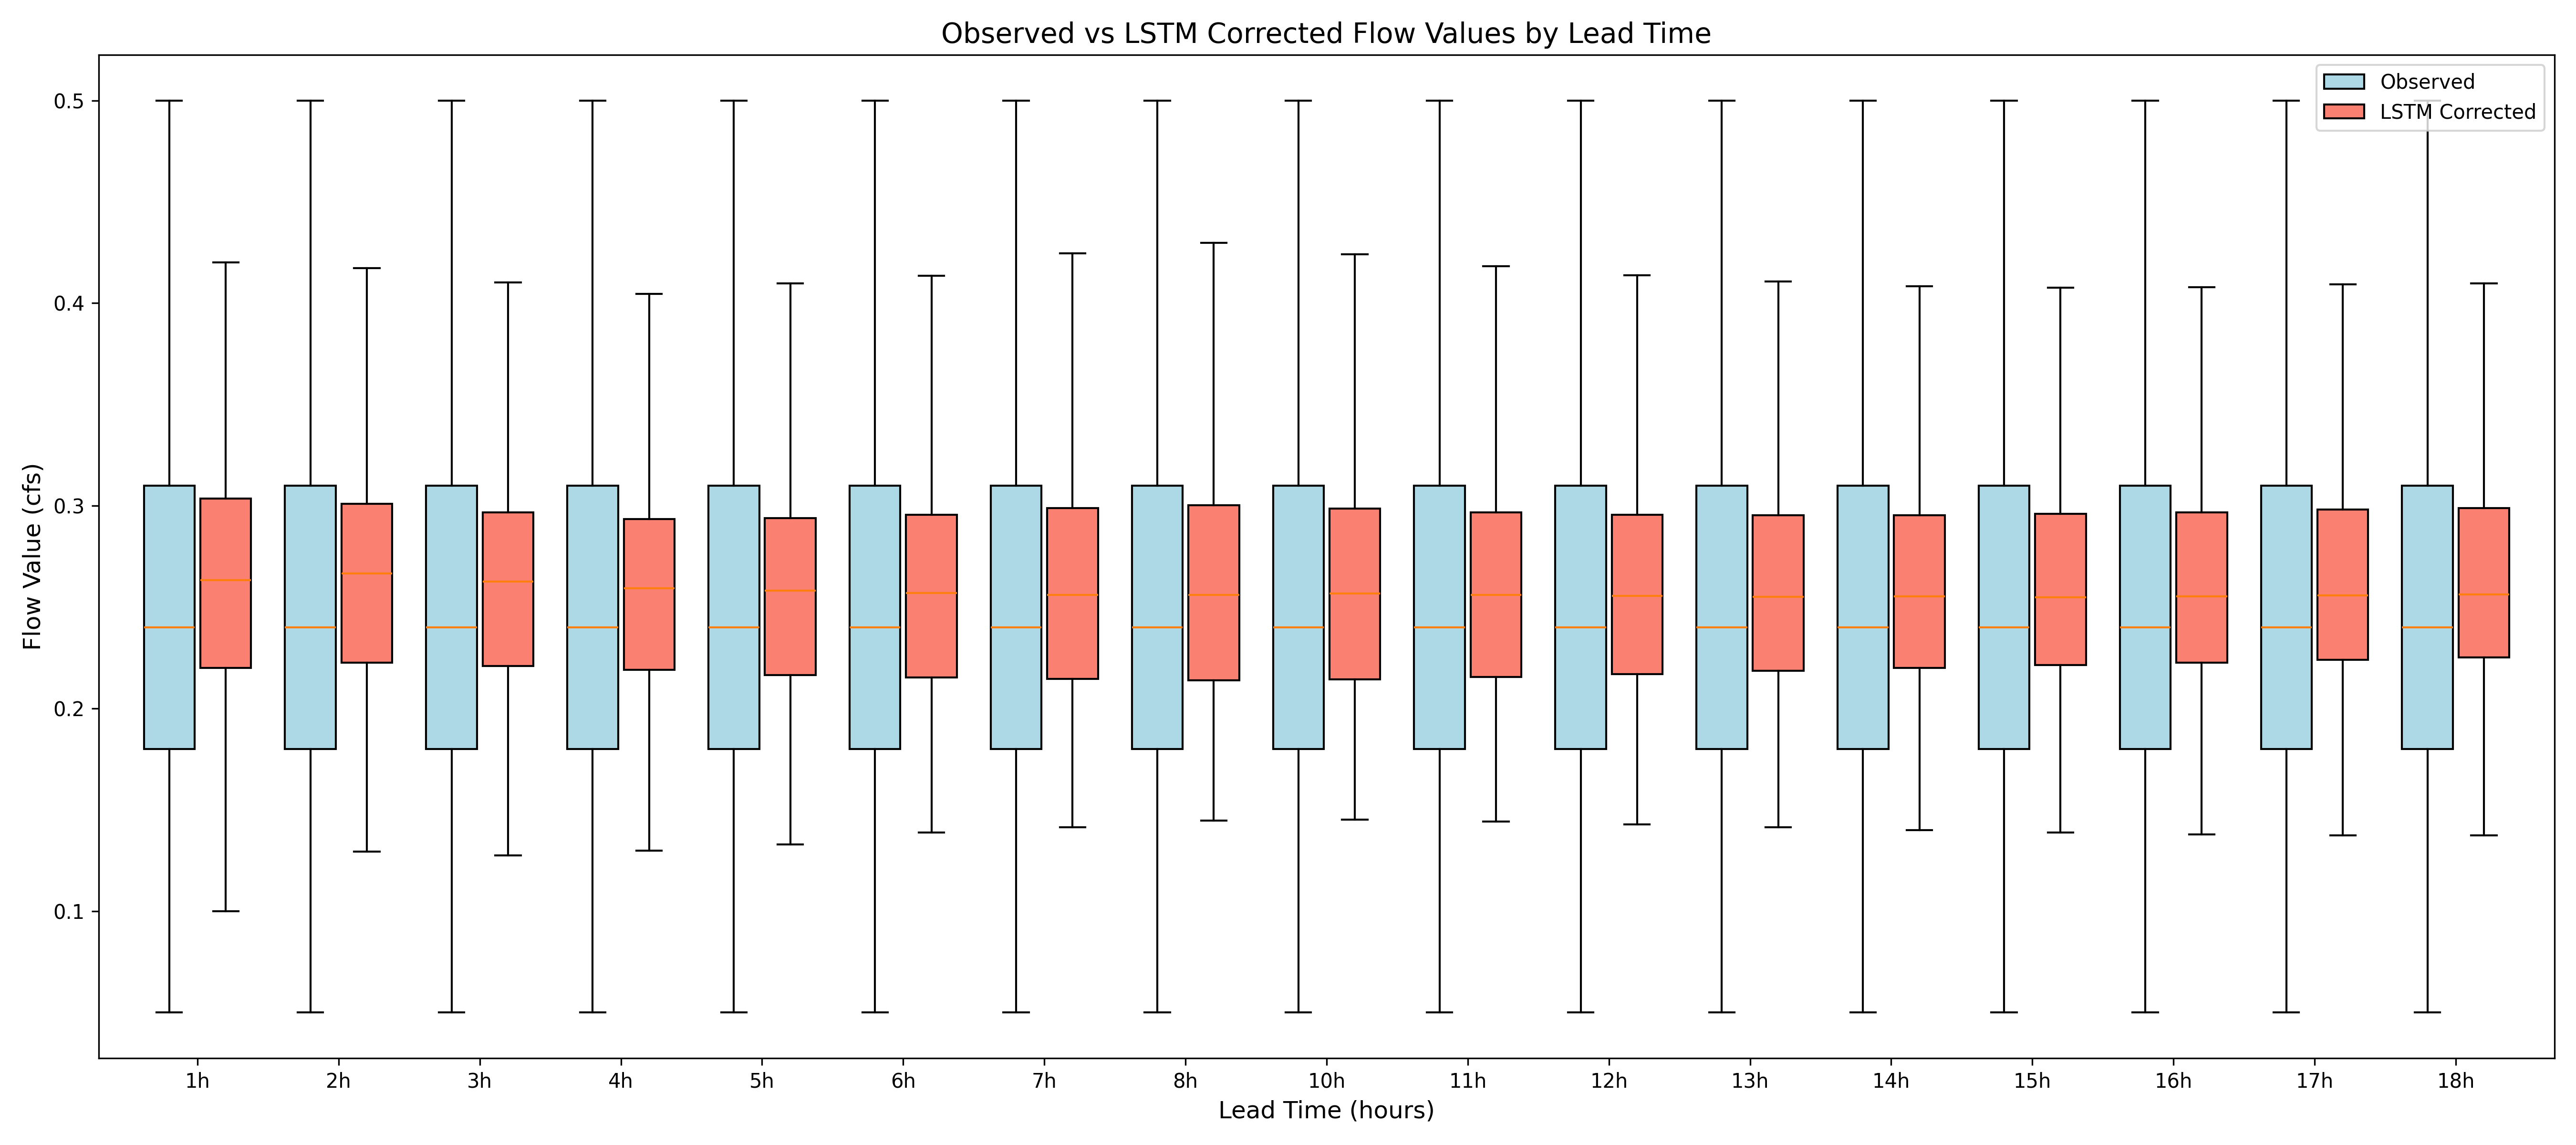 Observed vs LSTM Corrected Flow Values by Lead Time
Observed
LSTM Corrected
Flow Value (cfs)
0.5
0.4
0.3
0.2
0.1
1h 2h 3h 4h 5h 6h 7h 8h 10h 11h 12h 13h 14h 15h 16h 17h 18h
Lead Time (hours)